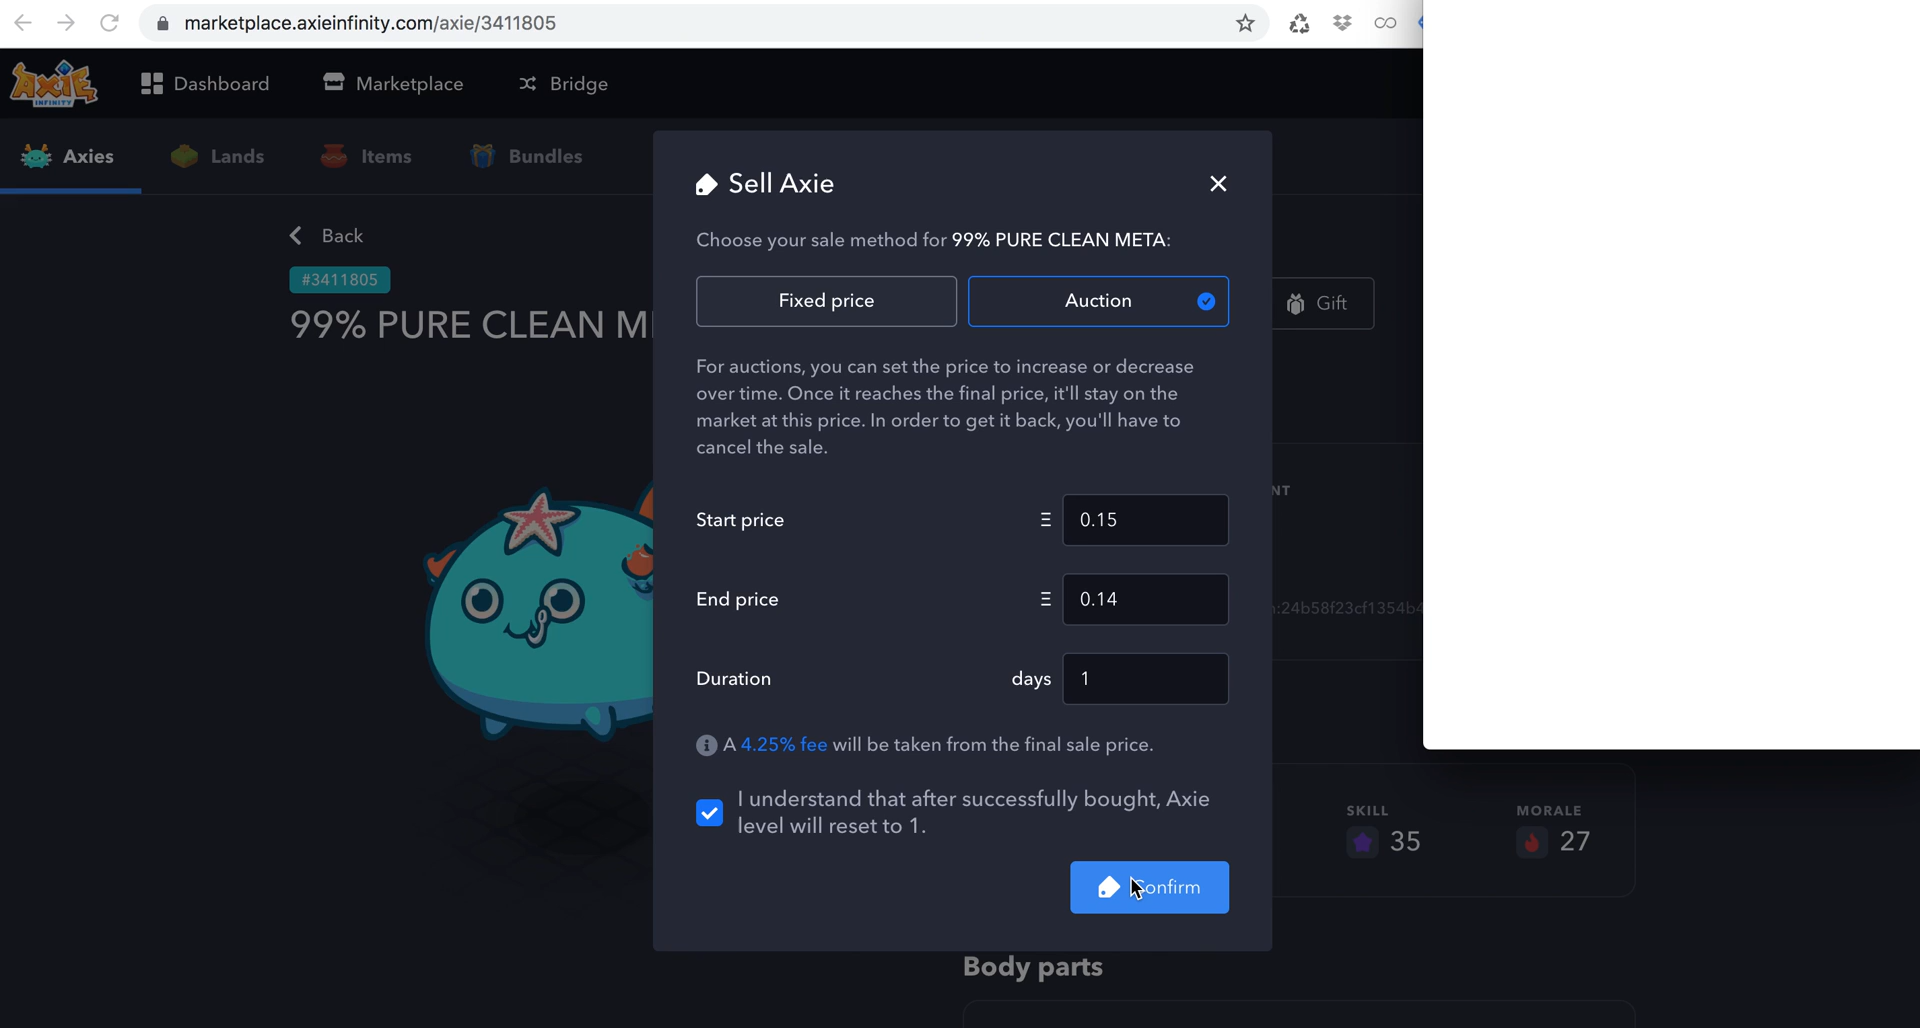 marketplace.axieinfinity.com/axie/3411805
AXIE
INFINITY
Dashboard
Marketplace
Bridge
Axies
Lands
Items
Bundles
Back
#3411805
99% PURE CLEAN
Gift
Sell Axie
Choose your sale method for 99% PURE CLEAN META:
Fixed price
Auction
For auctions, you can set the price to increase or decrease
over time. Once it reaches the final price, it'll stay on the
market at this price. In order to get it back, you'll have to
cancel the sale.
Start price
Ξ 0.15
End price
Ξ 0.14
Duration
days 1
A 4.25% fee will be taken from the final sale price.
I understand that after successfully bought, Axie
level will reset to 1.
Confirm
NT
:24b58f23cf1354b4
SKILL
35
MORALE
27
Body parts